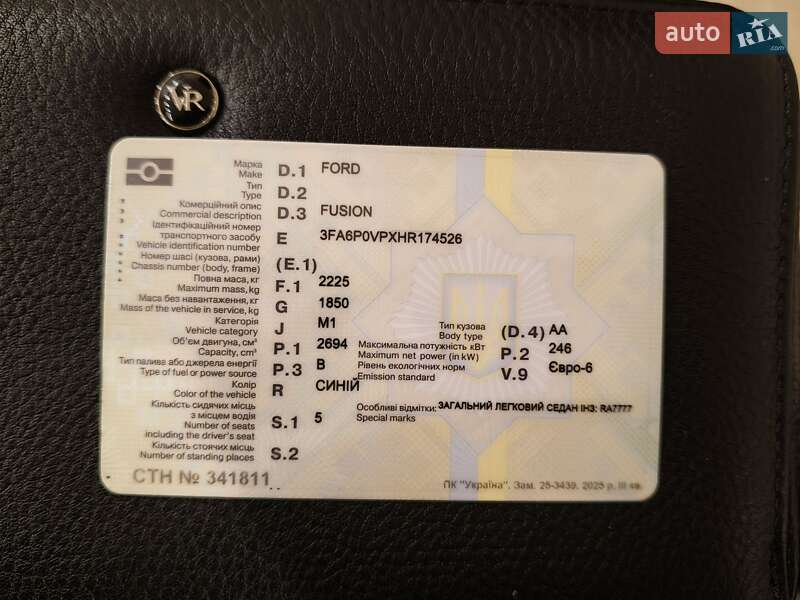 auto RIA.com
VR
Марка
Make D.1 FORD
Тип
Type D.2
Комерційний опис
Commercial description D.3 FUSION
Ідентифікаційний номер
транспортного засобу
Vehicle identification number E 3FA6P0VPXHR174526
Номер шасі (кузова, рами)
Chassis number (body, frame) (E.1)
Повна маса, кг
Maximum mass, kg F.1 2225
Маса без навантаження, кг
Mass of the vehicle in service, kg G 1850
Категорія
Vehicle category J M1
Тип кузова
Body type (D.4) AA
Об'єм двигуна, см³
Capacity, cm³ P.1 2694
Максимальна потужність кВт
Maximum net power (in kW) P.2 246
Тип палива або джерела енергії
Type of fuel or power source P.3 B
Рівень екологічних норм
Emission standard V.9 Євро-6
Колір
Color of the vehicle R СИНІЙ
Кількість сидячих місць
з місцем водія
Number of seats
including the driver's seat S.1 5
Особливі відмітки: ЗАГАЛЬНИЙ ЛЕГКОВИЙ СЕДАН ІНЗ: RA7777
Special marks
Кількість стоячих місць
Number of standing places S.2
СТН № 341811
ПК "Україна". Зам. 25-3439. 2025 р. III кв.